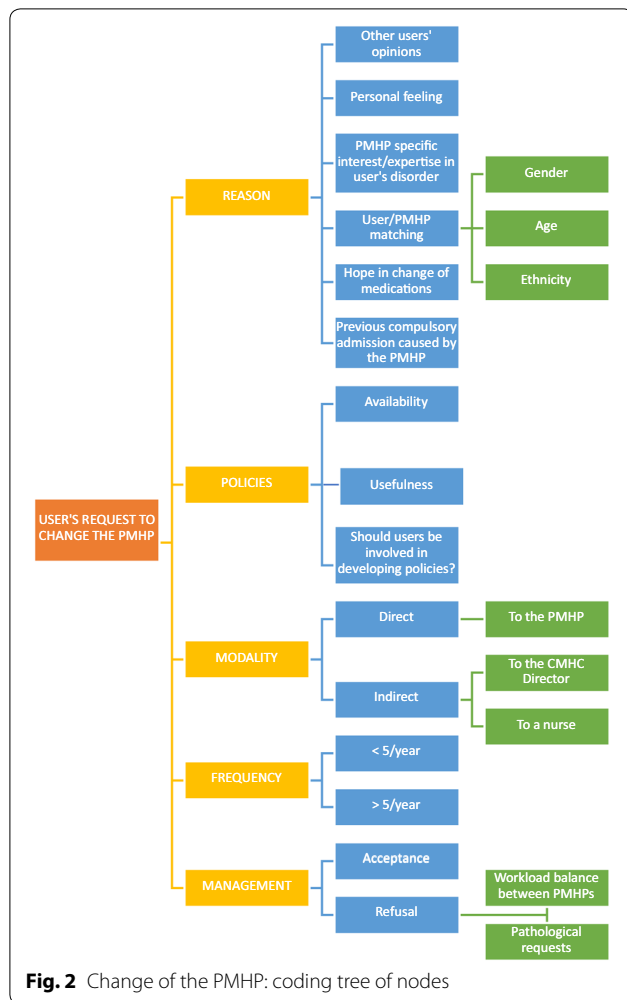 USER'S REQUEST TO
CHANGE THE PMHP
REASON
Other users'
opinions
Personal feeling
PMHP specific
interest/expertise in
user's disorder
User/PMHP
matching
Gender
Age
Ethnicity
Hope in change of
medications
Previous compulsory
admission caused by
the PMHP
POLICIES
Availability
Usefulness
Should users be
involved in
developing policies?
MODALITY
Direct
To the PMHP
Indirect
To the CMHC
Director
To a nurse
FREQUENCY
< 5/year
> 5/year
MANAGEMENT
Acceptance
Refusal
Workload balance
between PMHPs
Pathological
requests
Fig. 2 Change of the PMHP: coding tree of nodes